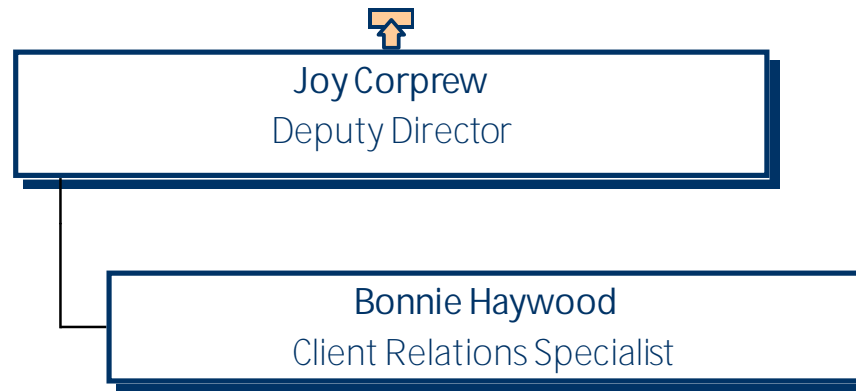 Joy Corprew
Deputy Director
Bonnie Haywood
Client Relations Specialist